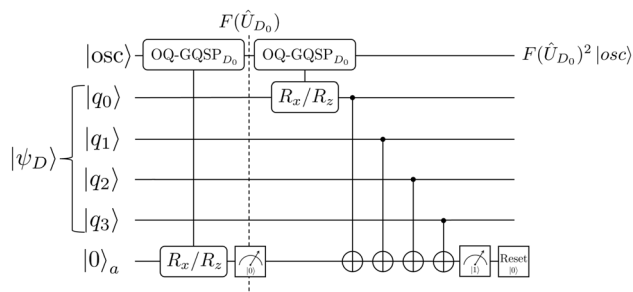 F(Û_{D_0})
|osc⟩ OQ-GQSP_{D_0} OQ-GQSP_{D_0} F(Û_{D_0})^2 |osc⟩
|q_0⟩ R_x/R_z
|q_1⟩
|ψ_D⟩
|q_2⟩
|q_3⟩
|0⟩_a R_x/R_z |0⟩ |1⟩ Reset |0⟩